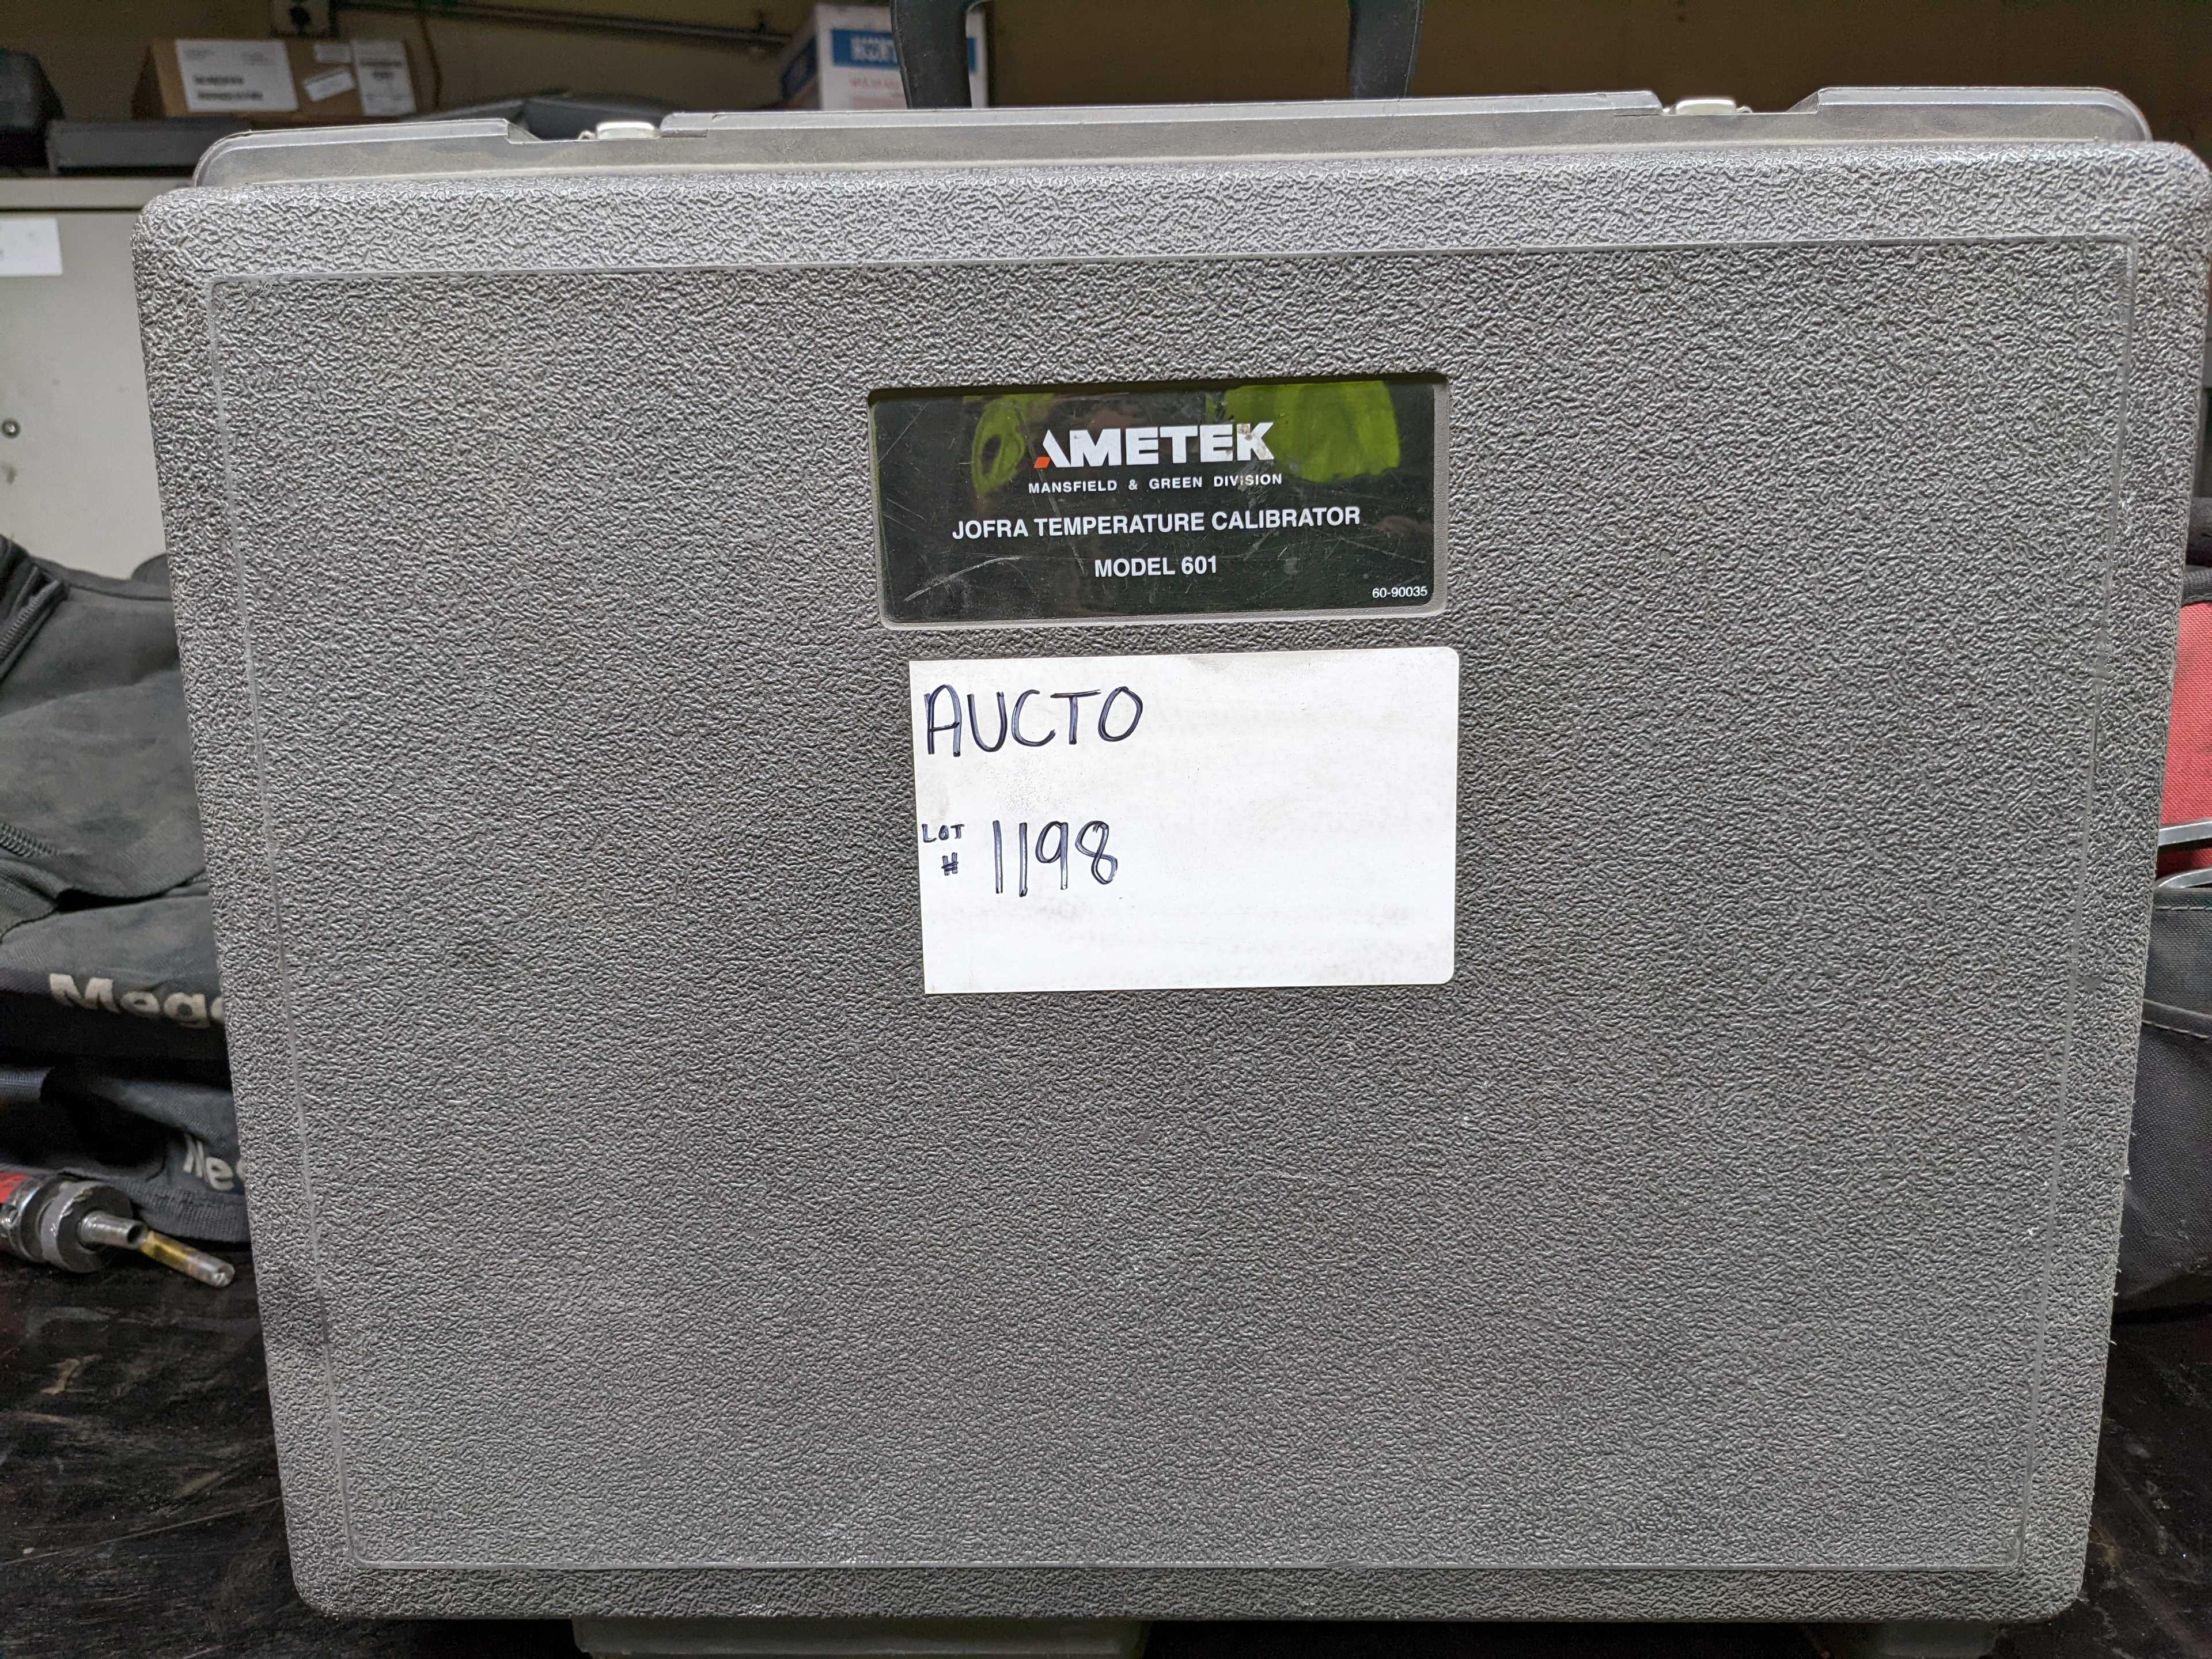 AMETEK
MANSFIELD & GREEN DIVISION
JOFRA TEMPERATURE CALIBRATOR
MODEL 601
60-90035
AUCTO
LOT
# 1198